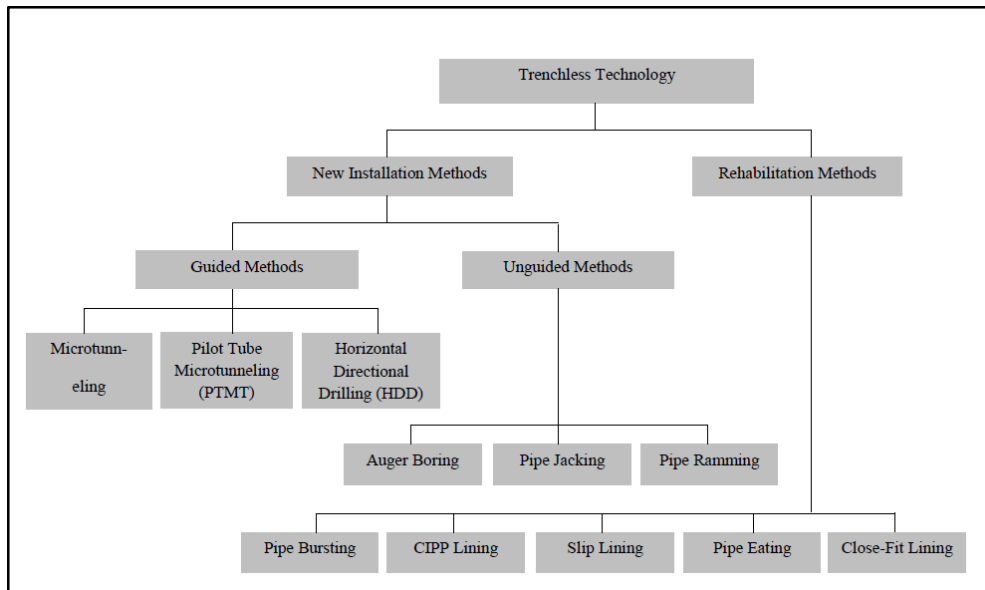 Trenchless Technology
New Installation Methods
Rehabilitation Methods
Guided Methods
Unguided Methods
Microtunn-
eling
Pilot Tube
Microtunneling
(PTMT)
Horizontal
Directional
Drilling (HDD)
Auger Boring
Pipe Jacking
Pipe Ramming
Pipe Bursting
CIPP Lining
Slip Lining
Pipe Eating
Close-Fit Lining